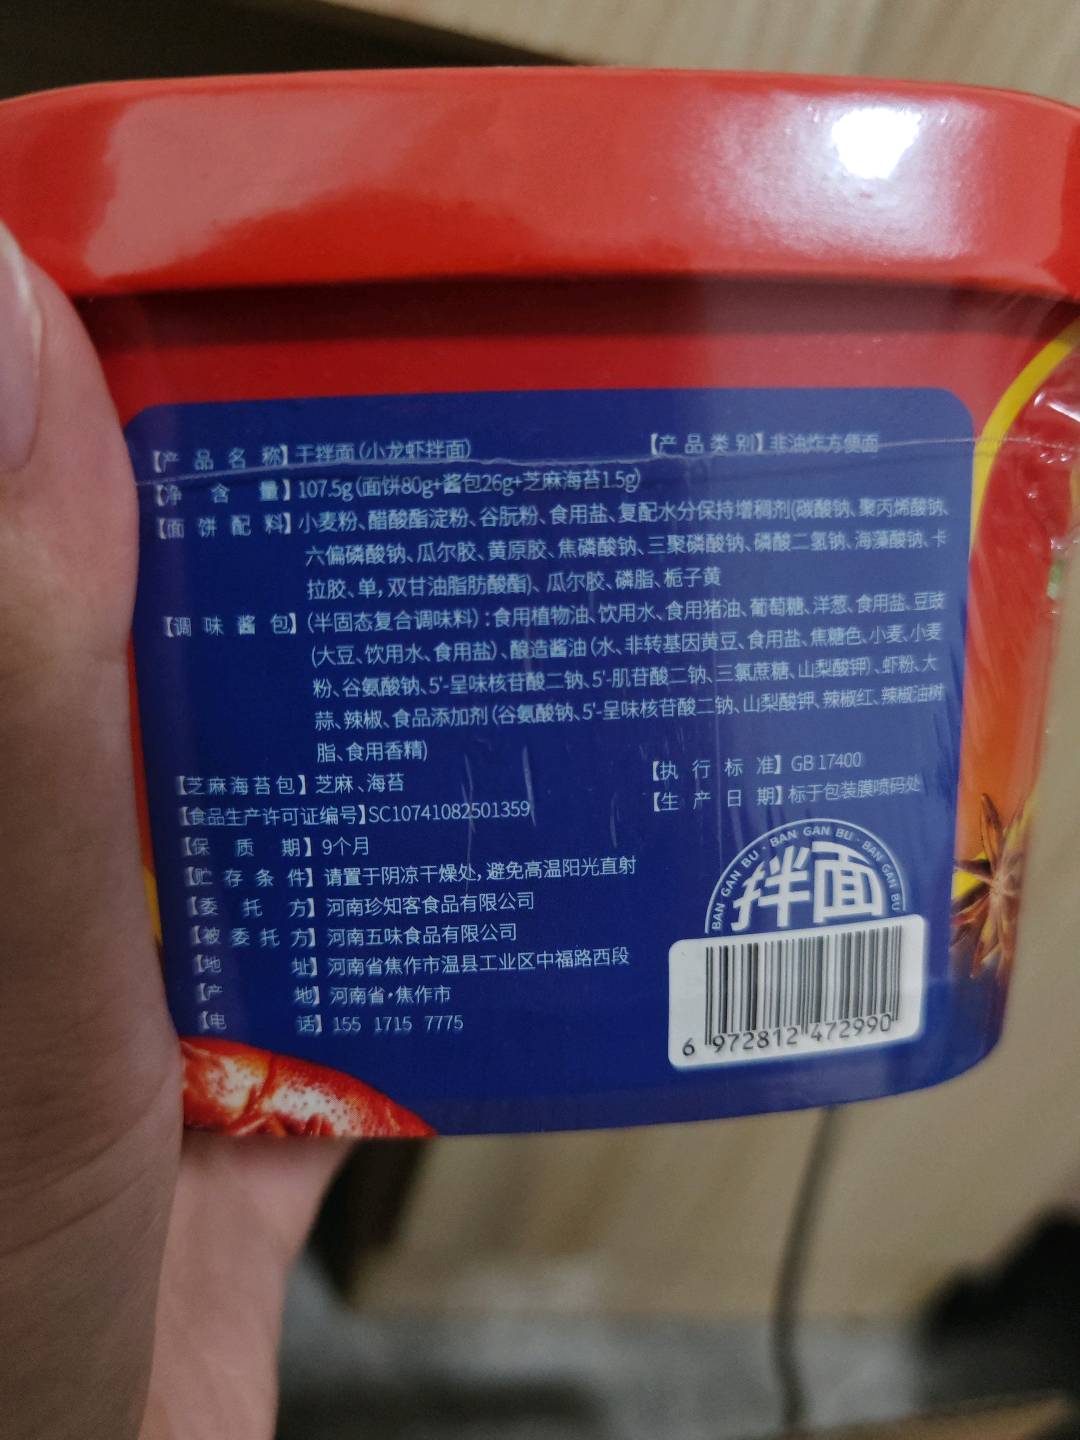 【产品名称】干拌面(小龙虾拌面)
【产品类别】非油炸方便面
【净含量】107.5g(面饼80g+酱包26g+芝麻海苔1.5g)
【面饼配料】小麦粉、醋酸酯淀粉、谷朊粉、食用盐、复配水分保持增稠剂(碳酸钠、聚丙烯酸钠、
六偏磷酸钠、瓜尔胶、黄原胶、焦磷酸钠、三聚磷酸钠、磷酸二氢钠、海藻酸钠、卡
拉胶、单,双甘油脂肪酸酯)、瓜尔胶、磷脂、栀子黄
【调味酱包】(半固态复合调味料):食用植物油、饮用水、食用猪油、葡萄糖、洋葱、食用盐、豆豉
(大豆、饮用水、食用盐)、酿造酱油(水、非转基因黄豆、食用盐、焦糖色、小麦、小麦
粉、谷氨酸钠、5'-呈味核苷酸二钠、5'-肌苷酸二钠、三氯蔗糖、山梨酸钾)、虾粉、大
蒜、辣椒、食品添加剂(谷氨酸钠、5'-呈味核苷酸二钠、山梨酸钾、辣椒红、辣椒油树
脂、食用香精)
【芝麻海苔包】芝麻、海苔
【执行标准】GB 17400
【食品生产许可证编号】SC10741082501359
【生产日期】标于包装膜喷码处
【保质期】9个月
【贮存条件】请置于阴凉干燥处,避免高温阳光直射
【委托方】河南珍知客食品有限公司
【被委托方】河南五味食品有限公司
【地址】河南省焦作市温县工业区中福路西段
【产地】河南省·焦作市
【电话】155 1715 7775
BAN GAN BU · BAN GAN BU · BAN GAN BU
拌面
6 972812 472990